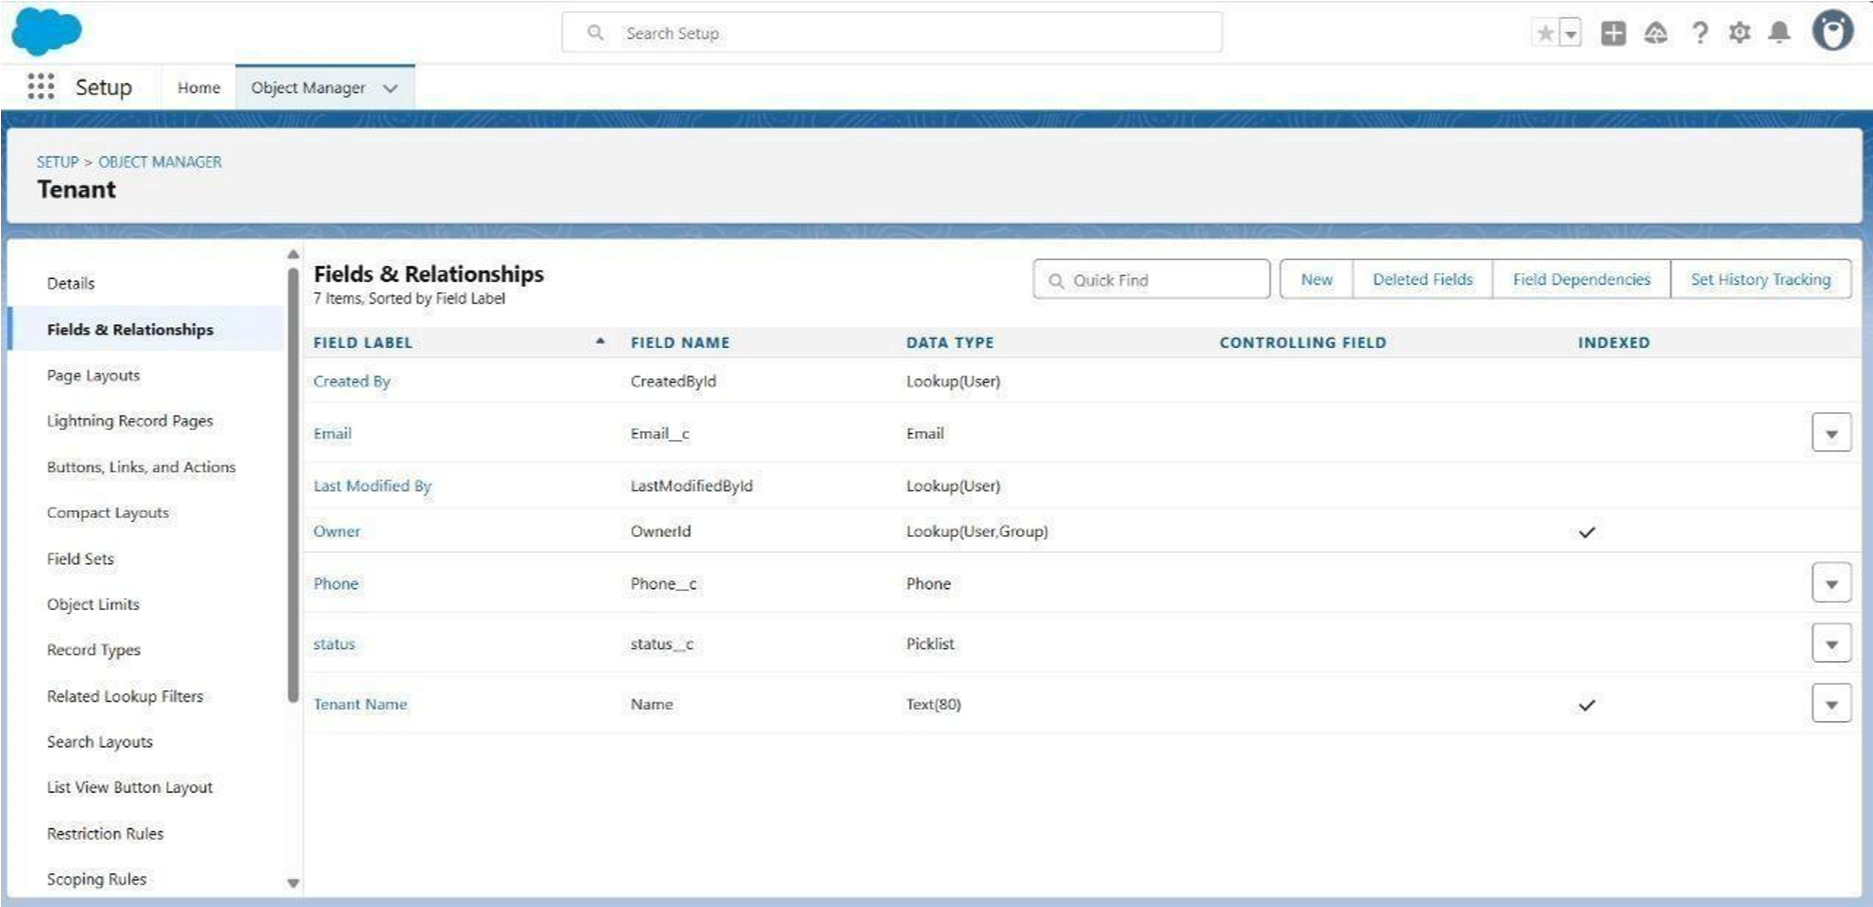 Search Setup
Setup Home Object Manager
SETUP > OBJECT MANAGER
Tenant
Details
Fields & Relationships
Page Layouts
Lightning Record Pages
Buttons, Links, and Actions
Compact Layouts
Field Sets
Object Limits
Record Types
Related Lookup Filters
Search Layouts
List View Button Layout
Restriction Rules
Scoping Rules
Fields & Relationships
7 Items, Sorted by Field Label
Quick Find New Deleted Fields Field Dependencies Set History Tracking
FIELD LABEL FIELD NAME DATA TYPE CONTROLLING FIELD INDEXED
Created By CreatedById Lookup(User)
Email Email__c Email
Last Modified By LastModifiedById Lookup(User)
Owner OwnerId Lookup(User,Group)
Phone Phone__c Phone
status status__c Picklist
Tenant Name Name Text(80)